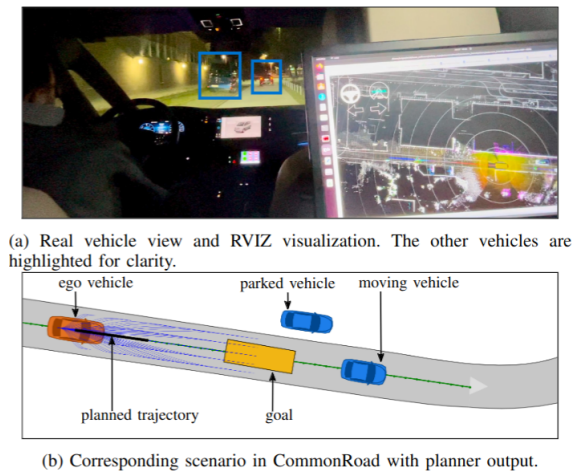 (a) Real vehicle view and RVIZ visualization. The other vehicles are
highlighted for clarity.
ego vehicle
parked vehicle
moving vehicle
planned trajectory
goal
(b) Corresponding scenario in CommonRoad with planner output.